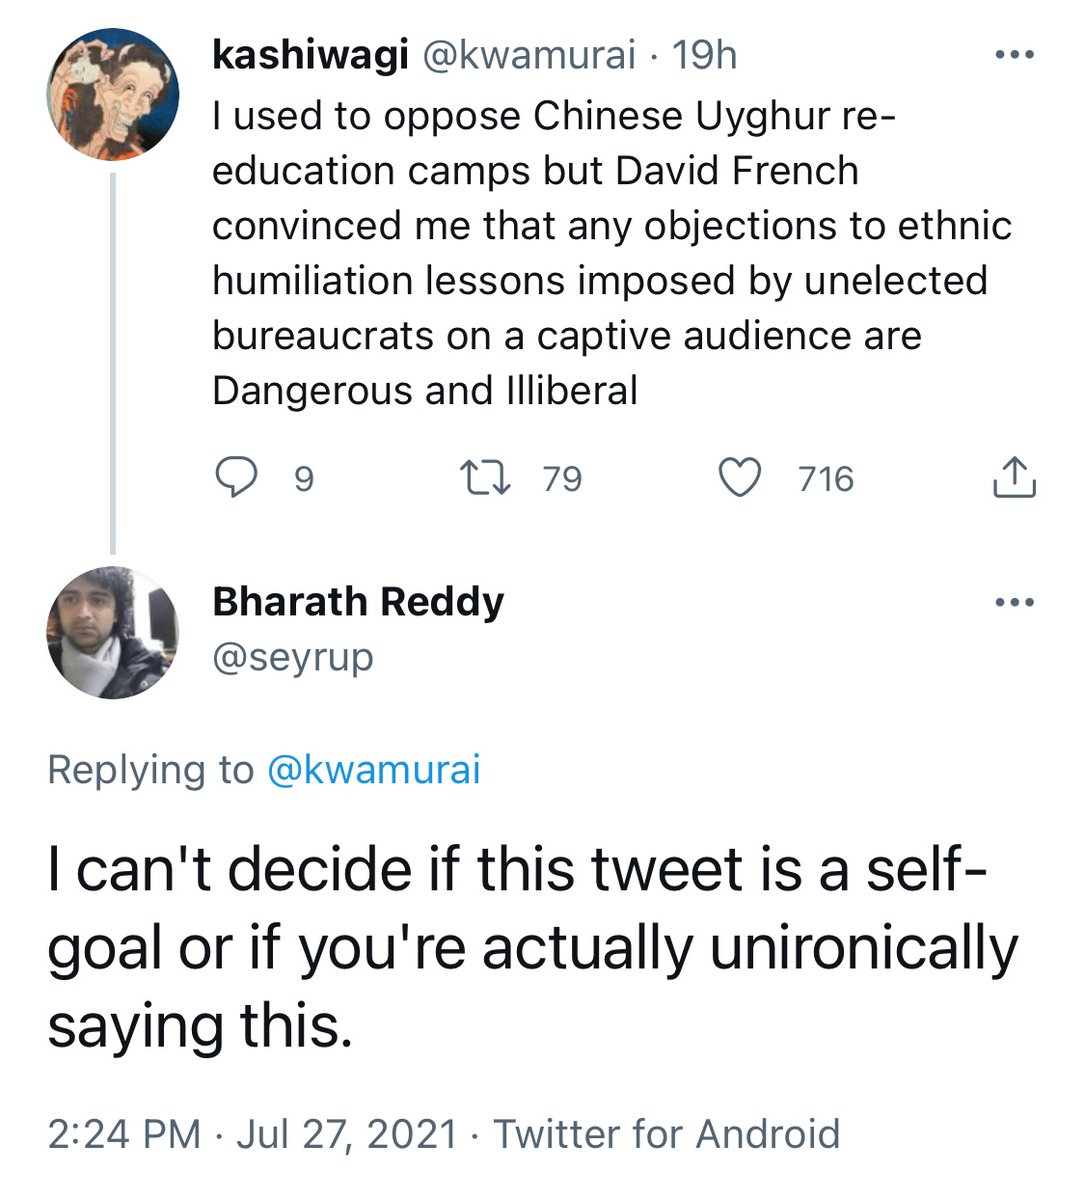 kashiwagi @kwamurai · 19h
I used to oppose Chinese Uyghur re-
education camps but David French
convinced me that any objections to ethnic
humiliation lessons imposed by unelected
bureaucrats on a captive audience are
Dangerous and Illiberal
9 79 716
Bharath Reddy
@seyrup
Replying to @kwamurai
I can't decide if this tweet is a self-
goal or if you're actually unironically
saying this.
2:24 PM · Jul 27, 2021 · Twitter for Android